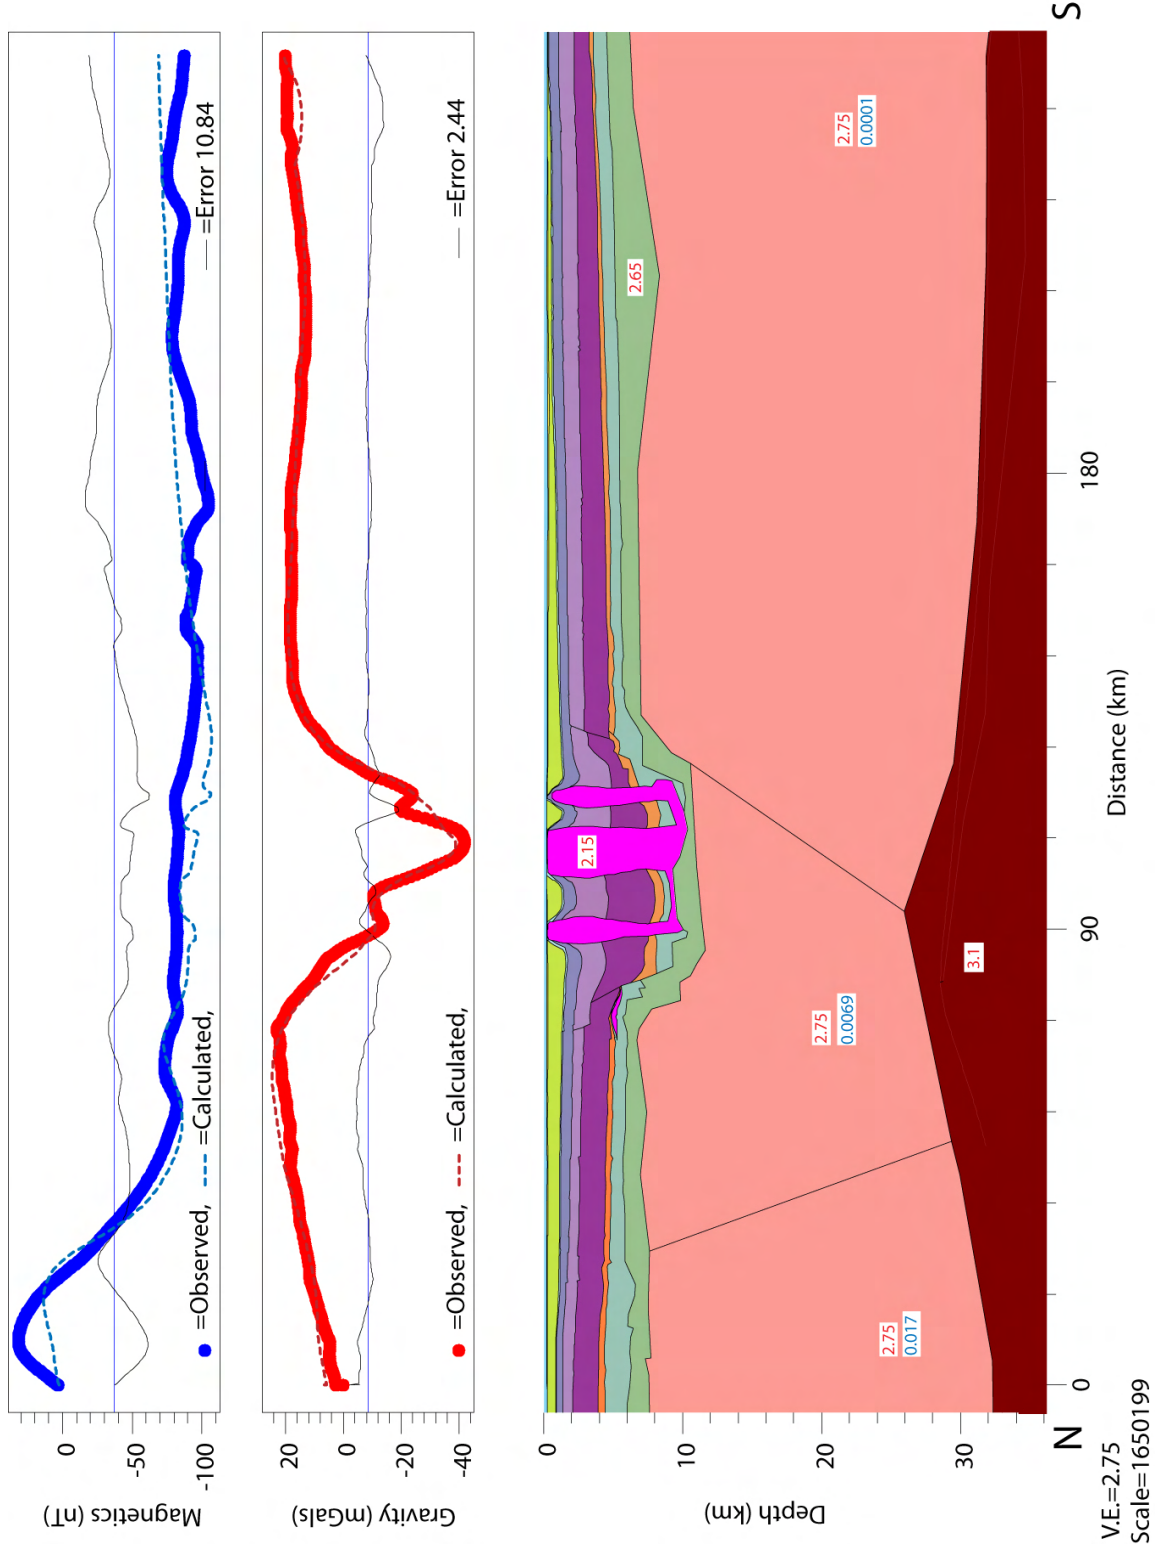 Magnetics (nT)
0
-50
-100
=Observed, =Calculated,
=Error 10.84
Gravity (mGals)
20
0
-20
-40
=Observed, =Calculated,
=Error 2.44
Depth (km)
0
10
20
30
2.15
2.65
2.75
0.017
2.75
0.0069
2.75
0.0001
3.1
N
S
0
90
180
Distance (km)
V.E.=2.75
Scale=1650199